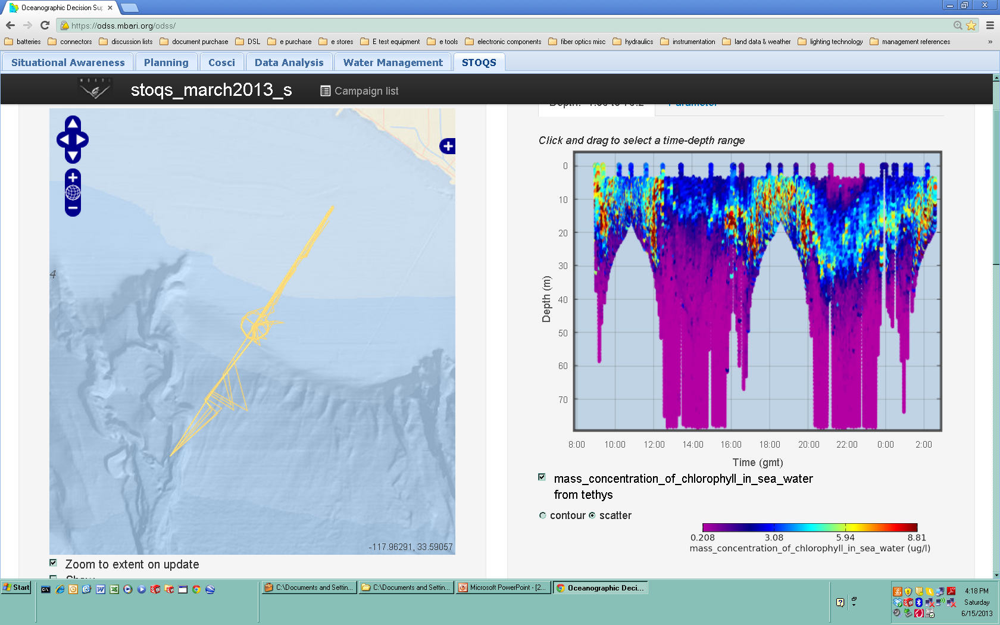 Oceanographic Decision Sup
https://odss.mbari.org/odss/
batteries connectors discussion lists document purchase DSL e purchase e stores E test equipment e tools electronic components fiber optics misc hydraulics instrumentation land data & weather lighting technology management references »
Situational Awareness Planning Cosci Data Analysis Water Management STOQS
MBARI
stoqs_march2013_s
Campaign list
Parameter
Click and drag to select a time-depth range
0
10
20
30
40
50
60
70
Depth (m)
8:00 10:00 12:00 14:00 16:00 18:00 20:00 22:00 0:00 2:00
Time (gmt)
mass_concentration_of_chlorophyll_in_sea_water
from tethys
contour scatter
0.208 3.08 5.94 8.81
mass_concentration_of_chlorophyll_in_sea_water (ug/l)
4
-117.96291, 33.59057
Zoom to extent on update
Start
C:\Documents and Settin...
C:\Documents and Settin...
Microsoft PowerPoint - [2...
Oceanographic Deci...
4:18 PM
Saturday
6/15/2013